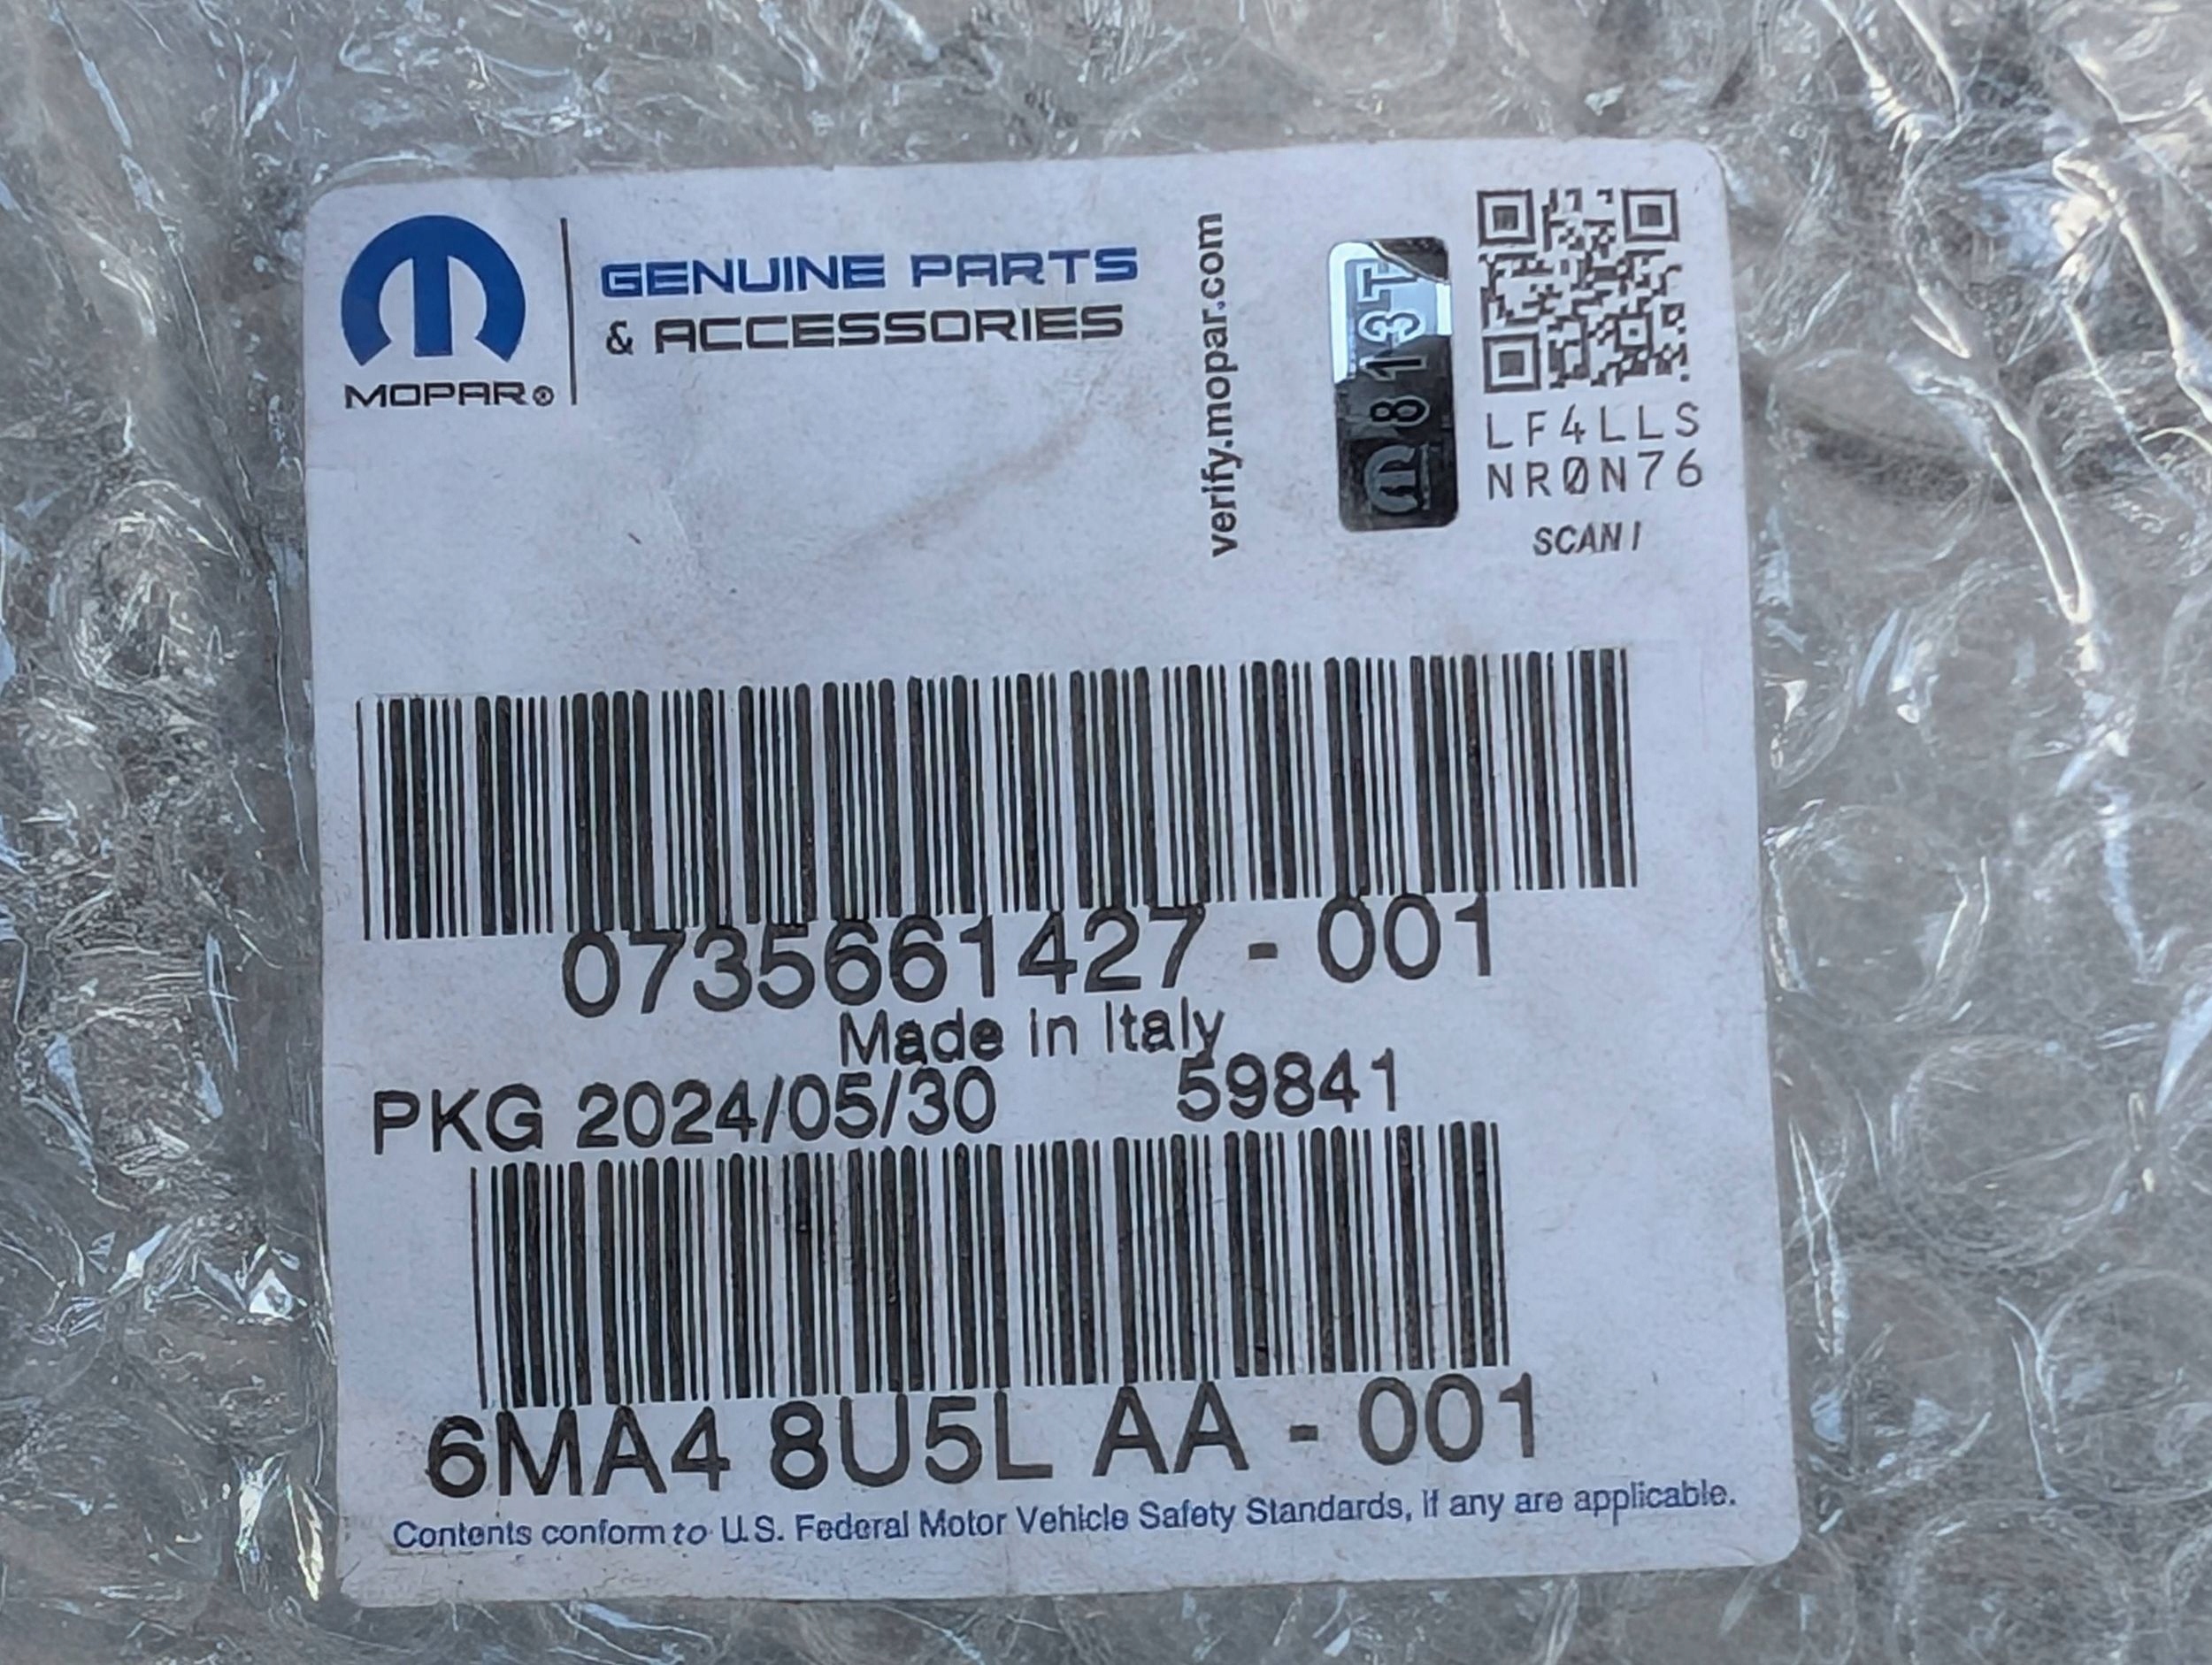 GENUINE PARTS
& ACCESSORIES
MOPAR®
verify.mopar.com
813T
LF4LLS
NR0N76
SCAN!
0735661427 - 001
Made in Italy
PKG 2024/05/30 59841
6MA4 8U5L AA - 001
Contents conform to U.S. Federal Motor Vehicle Safety Standards, if any are applicable.